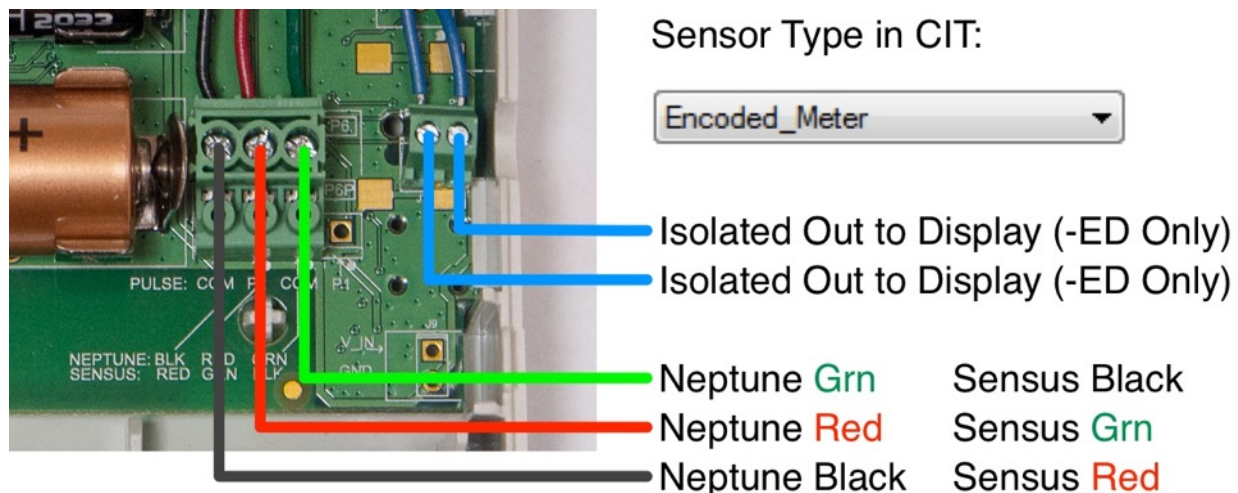 2033
Sensor Type in CIT:
Encoded_Meter
P6.
P6P
Isolated Out to Display (-ED Only)
Isolated Out to Display (-ED Only)
PULSE: COM COM P.1
J9
V_IN
GND
NEPTUNE: BLK RED GRN
SENSUS: RED GRN BLK
Neptune Grn Sensus Black
Neptune Red Sensus Grn
Neptune Black Sensus Red